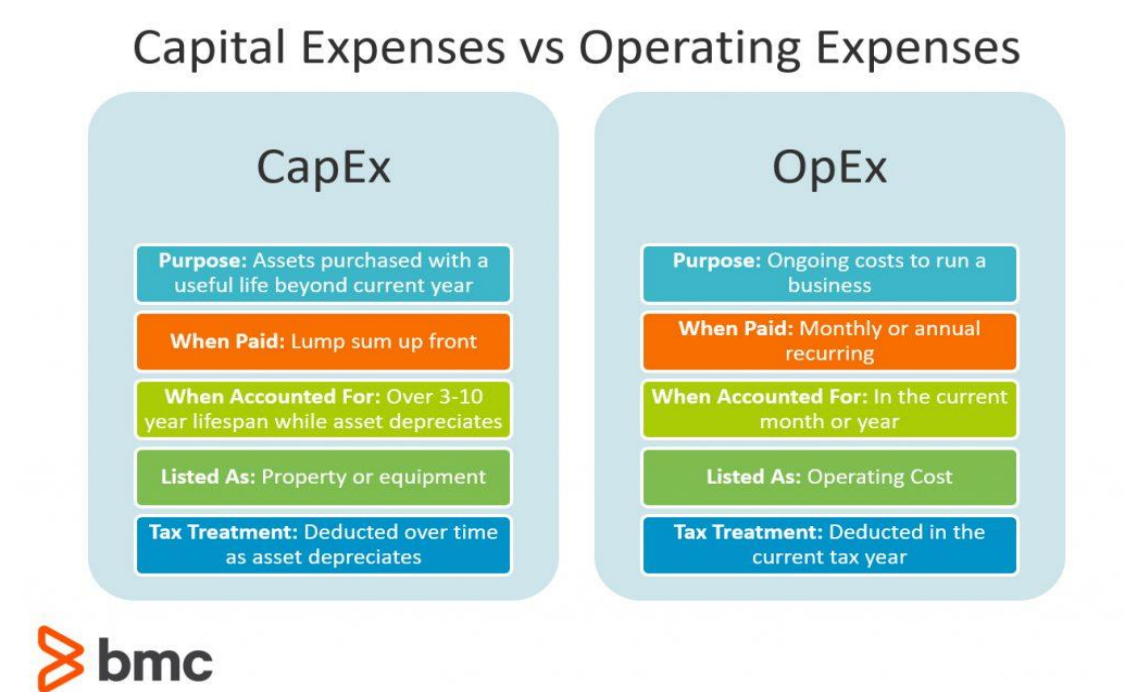 Capital Expenses vs Operating Expenses
CapEx
Purpose: Assets purchased with a
useful life beyond current year
When Paid: Lump sum up front
When Accounted For: Over 3-10
year lifespan while asset depreciates
Listed As: Property or equipment
Tax Treatment: Deducted over time
as asset depreciates
OpEx
Purpose: Ongoing costs to run a
business
When Paid: Monthly or annual
recurring
When Accounted For: In the current
month or year
Listed As: Operating Cost
Tax Treatment: Deducted in the
current tax year
bmc